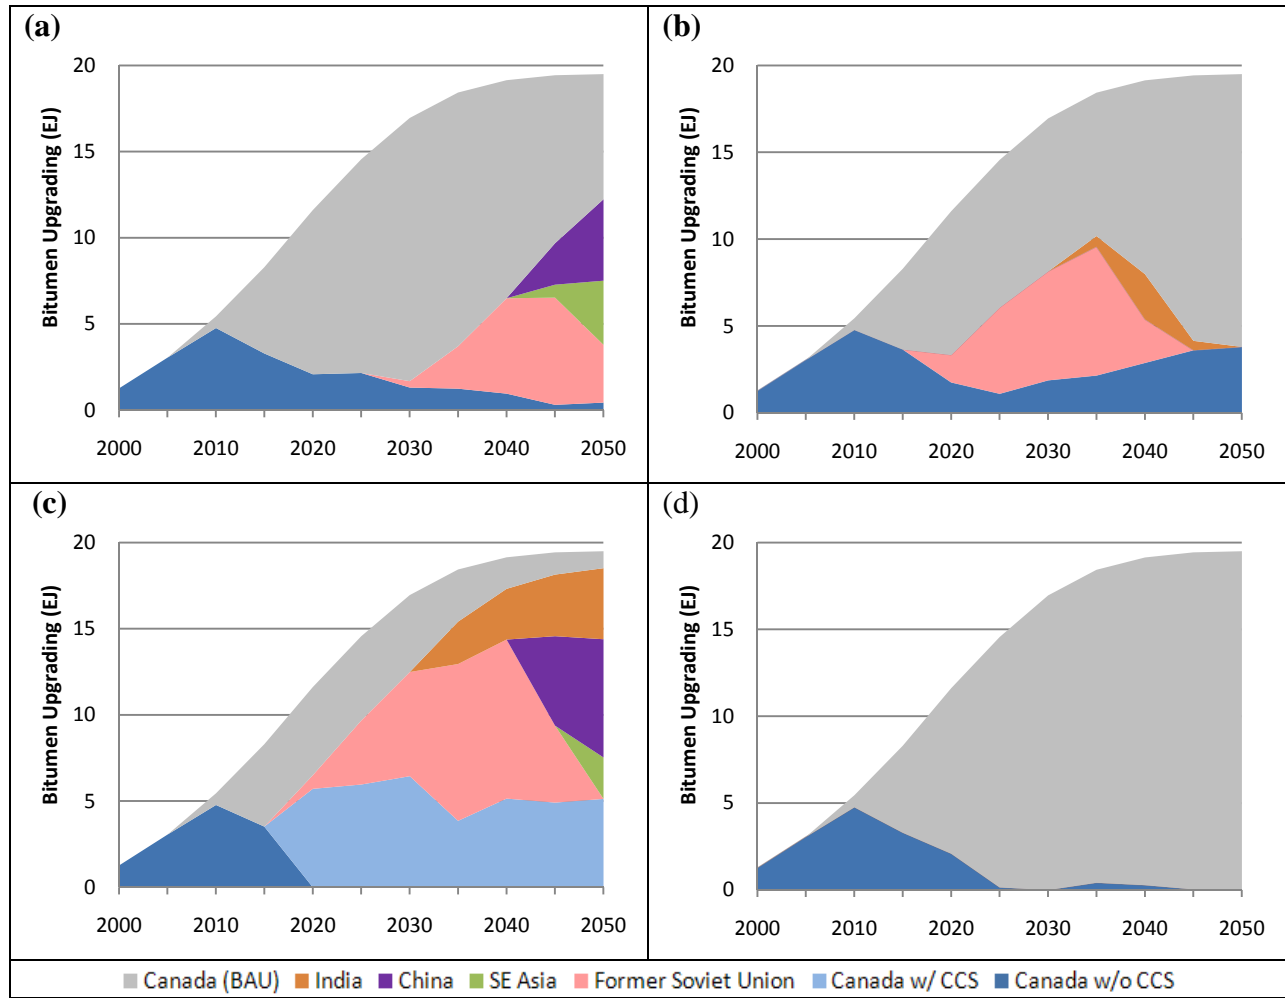 (a)
20
15
10
5
0
Bitumen Upgrading (EJ)
2000 2010 2020 2030 2040 2050
(b)
20
15
10
5
0
Bitumen Upgrading (EJ)
2000 2010 2020 2030 2040 2050
(c)
20
15
10
5
0
Bitumen Upgrading (EJ)
2000 2010 2020 2030 2040 2050
(d)
20
15
10
5
0
Bitumen Upgrading (EJ)
2000 2010 2020 2030 2040 2050
Canada (BAU) India China SE Asia Former Soviet Union Canada w/ CCS Canada w/o CCS